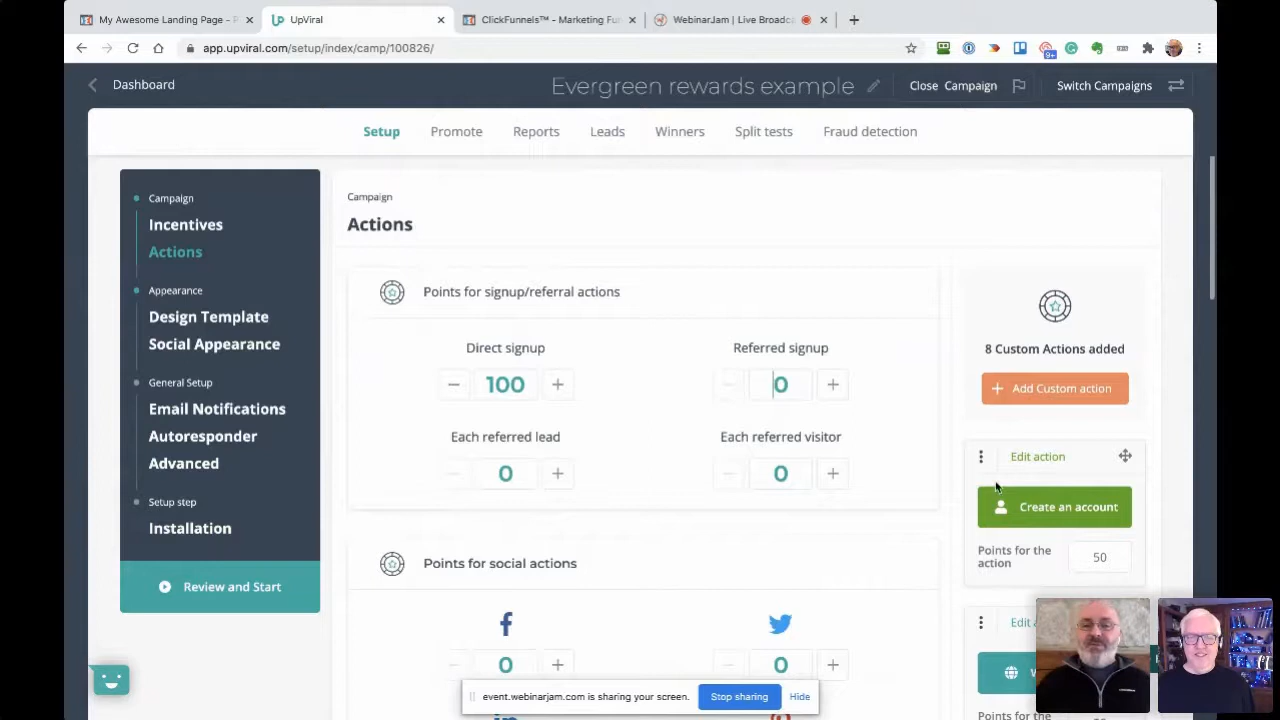 My Awesome Landing Page - P
UpViral
ClickFunnels™ - Marketing Fu
WebinarJam | Live Broadca
app.upviral.com/setup/index/camp/100826/
9+
Dashboard
Evergreen rewards example
Close Campaign
Switch Campaigns
Setup
Promote
Reports
Leads
Winners
Split tests
Fraud detection
Campaign
Incentives
Actions
Appearance
Design Template
Social Appearance
General Setup
Email Notifications
Autoresponder
Advanced
Setup step
Installation
Review and Start
Campaign
Actions
Points for signup/referral actions
Direct signup
Referred signup
− 100 +
− 0 +
Each referred lead
Each referred visitor
− 0 +
− 0 +
Points for social actions
− 0 +
− 0 +
8 Custom Actions added
+ Add Custom action
Edit action
Create an account
Points for the
action
50
Edit a
Points for the
event.webinarjam.com is sharing your screen.
Stop sharing
Hide